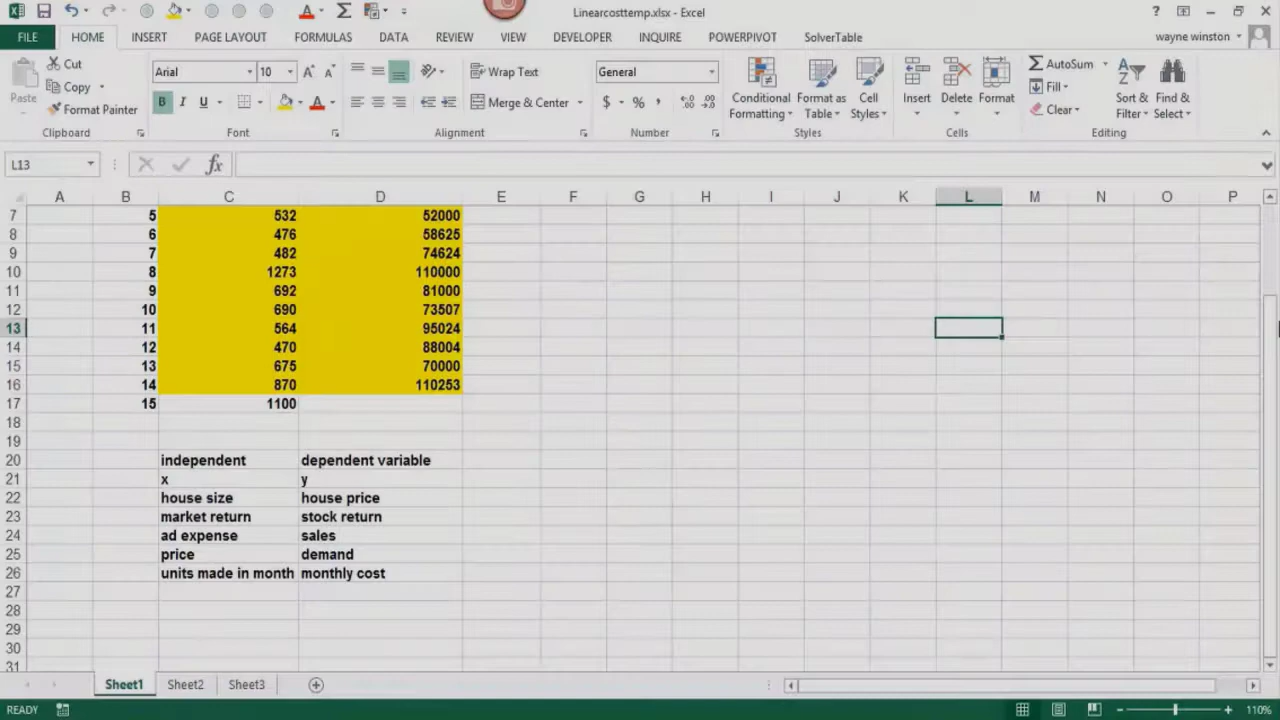 Linearcosttemp.xlsx - Excel
FILE HOME INSERT PAGE LAYOUT FORMULAS DATA REVIEW VIEW DEVELOPER INQUIRE POWERPIVOT SolverTable wayne winston
Paste Cut Copy Format Painter
Clipboard
Arial 10
B I U
Font
Wrap Text
Merge & Center
Alignment
General
$ % ,
Number
Conditional Formatting Format as Table Cell Styles
Styles
Insert Delete Format
Cells
AutoSum Fill Clear
Sort & Filter Find & Select
Editing
L13 fx
A B C D E F G H I J K L M N O P
7 5 532 52000
8 6 476 58625
9 7 482 74624
10 8 1273 110000
11 9 692 81000
12 10 690 73507
13 11 564 95024
14 12 470 88004
15 13 675 70000
16 14 870 110253
17 15 1100
18
19
20 independent dependent variable
21 x y
22 house size house price
23 market return stock return
24 ad expense sales
25 price demand
26 units made in month monthly cost
27
28
29
30
31
Sheet1 Sheet2 Sheet3
READY 110%